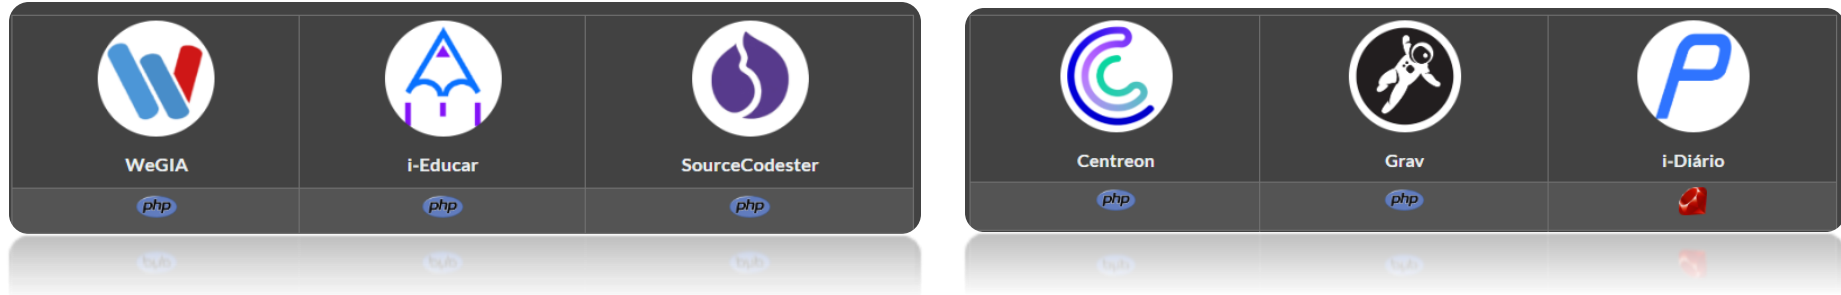 WeGIA i-Educar SourceCodester
php php php
Centreon Grav i-Diário
php php